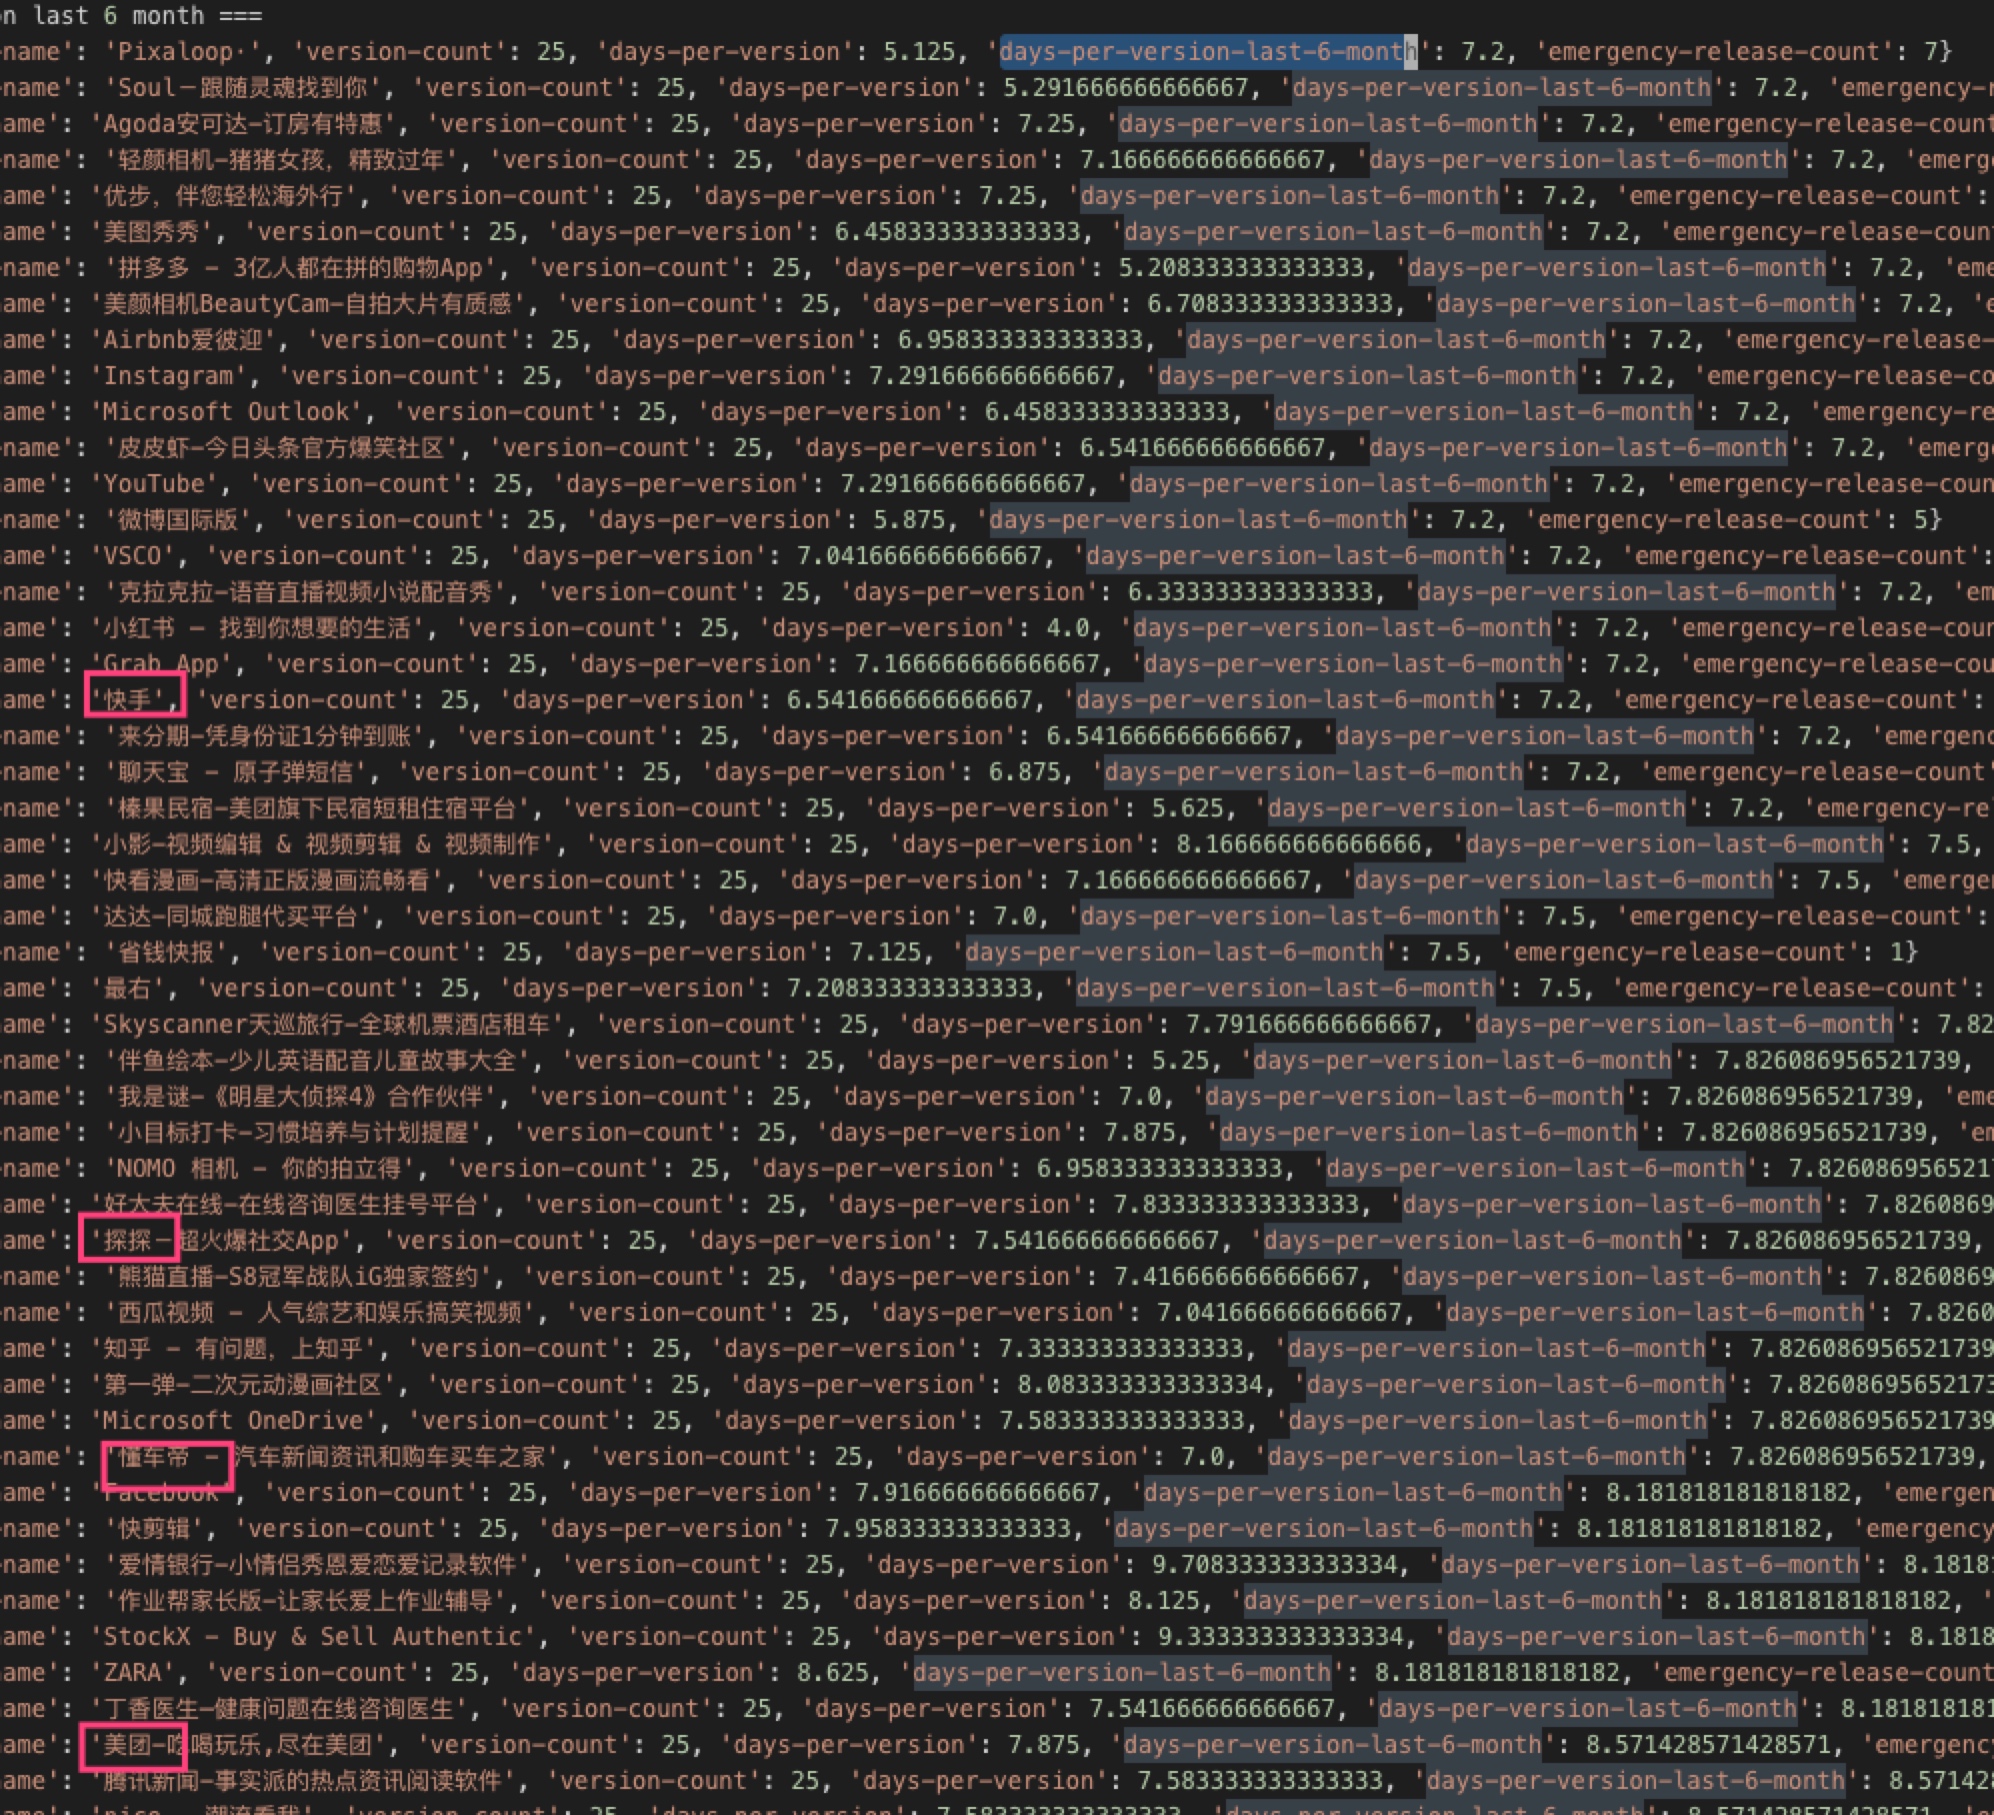 on last 6 month ===
name': 'Pixaloop·', 'version-count': 25, 'days-per-version': 5.125, 'days-per-version-last-6-month': 7.2, 'emergency-release-count': 7}
name': 'Soul－跟随灵魂找到你', 'version-count': 25, 'days-per-version': 5.291666666666667, 'days-per-version-last-6-month': 7.2, 'emergency-r
ame': 'Agoda安可达-订房有特惠', 'version-count': 25, 'days-per-version': 7.25, 'days-per-version-last-6-month': 7.2, 'emergency-release-count
name': '轻颜相机-猪猪女孩，精致过年', 'version-count': 25, 'days-per-version': 7.166666666666667, 'days-per-version-last-6-month': 7.2, 'emerg
ame': '优步，伴您轻松海外行', 'version-count': 25, 'days-per-version': 7.25, 'days-per-version-last-6-month': 7.2, 'emergency-release-count':
ame': '美图秀秀', 'version-count': 25, 'days-per-version': 6.458333333333333, 'days-per-version-last-6-month': 7.2, 'emergency-release-coun
name': '拼多多 - 3亿人都在拼的购物App', 'version-count': 25, 'days-per-version': 5.208333333333333, 'days-per-version-last-6-month': 7.2, 'eme
ame': '美颜相机BeautyCam-自拍大片有质感', 'version-count': 25, 'days-per-version': 6.708333333333333, 'days-per-version-last-6-month': 7.2, 'e
ame': 'Airbnb爱彼迎', 'version-count': 25, 'days-per-version': 6.958333333333333, 'days-per-version-last-6-month': 7.2, 'emergency-release-
ame': 'Instagram', 'version-count': 25, 'days-per-version': 7.291666666666667, 'days-per-version-last-6-month': 7.2, 'emergency-release-co
ame': 'Microsoft Outlook', 'version-count': 25, 'days-per-version': 6.458333333333333, 'days-per-version-last-6-month': 7.2, 'emergency-re
name': '皮皮虾-今日头条官方爆笑社区', 'version-count': 25, 'days-per-version': 6.541666666666667, 'days-per-version-last-6-month': 7.2, 'emerg
ame': 'YouTube', 'version-count': 25, 'days-per-version': 7.291666666666667, 'days-per-version-last-6-month': 7.2, 'emergency-release-coun
name': '微博国际版', 'version-count': 25, 'days-per-version': 5.875, 'days-per-version-last-6-month': 7.2, 'emergency-release-count': 5}
ame': 'VSCO', 'version-count': 25, 'days-per-version': 7.041666666666667, 'days-per-version-last-6-month': 7.2, 'emergency-release-count':
name': '克拉克拉-语音直播视频小说配音秀', 'version-count': 25, 'days-per-version': 6.333333333333333, 'days-per-version-last-6-month': 7.2, 'em
ame': '小红书 - 找到你想要的生活', 'version-count': 25, 'days-per-version': 4.0, 'days-per-version-last-6-month': 7.2, 'emergency-release-coun
ame': 'Grab App', 'version-count': 25, 'days-per-version': 7.166666666666667, 'days-per-version-last-6-month': 7.2, 'emergency-release-cou
ame': '快手', 'version-count': 25, 'days-per-version': 6.541666666666667, 'days-per-version-last-6-month': 7.2, 'emergency-release-count':
name': '来分期-凭身份证1分钟到账', 'version-count': 25, 'days-per-version': 6.541666666666667, 'days-per-version-last-6-month': 7.2, 'emergenc
name': '聊天宝 - 原子弹短信', 'version-count': 25, 'days-per-version': 6.875, 'days-per-version-last-6-month': 7.2, 'emergency-release-count'
name': '榛果民宿-美团旗下民宿短租住宿平台', 'version-count': 25, 'days-per-version': 5.625, 'days-per-version-last-6-month': 7.2, 'emergency-re
ame': '小影-视频编辑 & 视频剪辑 & 视频制作', 'version-count': 25, 'days-per-version': 8.166666666666666, 'days-per-version-last-6-month': 7.5,
ame': '快看漫画-高清正版漫画流畅看', 'version-count': 25, 'days-per-version': 7.166666666666667, 'days-per-version-last-6-month': 7.5, 'emerge
ame': '达达-同城跑腿代买平台', 'version-count': 25, 'days-per-version': 7.0, 'days-per-version-last-6-month': 7.5, 'emergency-release-count':
name': '省钱快报', 'version-count': 25, 'days-per-version': 7.125, 'days-per-version-last-6-month': 7.5, 'emergency-release-count': 1}
ame': '最右', 'version-count': 25, 'days-per-version': 7.208333333333333, 'days-per-version-last-6-month': 7.5, 'emergency-release-count':
ame': 'Skyscanner天巡旅行-全球机票酒店租车', 'version-count': 25, 'days-per-version': 7.791666666666667, 'days-per-version-last-6-month': 7.82
name': '伴鱼绘本-少儿英语配音儿童故事大全', 'version-count': 25, 'days-per-version': 5.25, 'days-per-version-last-6-month': 7.826086956521739,
name': '我是谜-《明星大侦探4》合作伙伴', 'version-count': 25, 'days-per-version': 7.0, 'days-per-version-last-6-month': 7.826086956521739, 'eme
name': '小目标打卡-习惯培养与计划提醒', 'version-count': 25, 'days-per-version': 7.875, 'days-per-version-last-6-month': 7.826086956521739, 'em
name': 'NOMO 相机 - 你的拍立得', 'version-count': 25, 'days-per-version': 6.958333333333333, 'days-per-version-last-6-month': 7.82608695652​1
ame': '好大夫在线-在线咨询医生挂号平台', 'version-count': 25, 'days-per-version': 7.833333333333333, 'days-per-version-last-6-month': 7.8260869
ame': '探探－超火爆社交App', 'version-count': 25, 'days-per-version': 7.541666666666667, 'days-per-version-last-6-month': 7.826086956521739,
name': '熊猫直播-S8冠军战队iG独家签约', 'version-count': 25, 'days-per-version': 7.416666666666667, 'days-per-version-last-6-month': 7.8260869
name': '西瓜视频 - 人气综艺和娱乐搞笑视频', 'version-count': 25, 'days-per-version': 7.041666666666667, 'days-per-version-last-6-month': 7.8260
ame': '知乎 - 有问题，上知乎', 'version-count': 25, 'days-per-version': 7.333333333333333, 'days-per-version-last-6-month': 7.826086956521739
ame': '第一弹-二次元动漫画社区', 'version-count': 25, 'days-per-version': 8.083333333333334, 'days-per-version-last-6-month': 7.82608695652173
ame': 'Microsoft OneDrive', 'version-count': 25, 'days-per-version': 7.583333333333333, 'days-per-version-last-6-month': 7.826086956521739
name': '懂车帝 - 汽车新闻资讯和购车买车之家', 'version-count': 25, 'days-per-version': 7.0, 'days-per-version-last-6-month': 7.826086956521739,
ame': 'Facebook', 'version-count': 25, 'days-per-version': 7.916666666666667, 'days-per-version-last-6-month': 8.181818181818182, 'emergen
name': '快剪辑', 'version-count': 25, 'days-per-version': 7.958333333333333, 'days-per-version-last-6-month': 8.181818181818182, 'emergency
name': '爱情银行-小情侣秀恩爱恋爱记录软件', 'version-count': 25, 'days-per-version': 9.708333333333334, 'days-per-version-last-6-month': 8.1818
name': '作业帮家长版-让家长爱上作业辅导', 'version-count': 25, 'days-per-version': 8.125, 'days-per-version-last-6-month': 8.181818181818182, '
ame': 'StockX - Buy & Sell Authentic', 'version-count': 25, 'days-per-version': 9.333333333333334, 'days-per-version-last-6-month': 8.1818
ame': 'ZARA', 'version-count': 25, 'days-per-version': 8.625, 'days-per-version-last-6-month': 8.181818181818182, 'emergency-release-count
name': '丁香医生-健康问题在线咨询医生', 'version-count': 25, 'days-per-version': 7.541666666666667, 'days-per-version-last-6-month': 8.181818181
ame': '美团-吃喝玩乐,尽在美团', 'version-count': 25, 'days-per-version': 7.875, 'days-per-version-last-6-month': 8.571428571428571, 'emergenc
ame': '腾讯新闻-事实派的热点资讯阅读软件', 'version-count': 25, 'days-per-version': 7.583333333333333, 'days-per-version-last-6-month': 8.57142